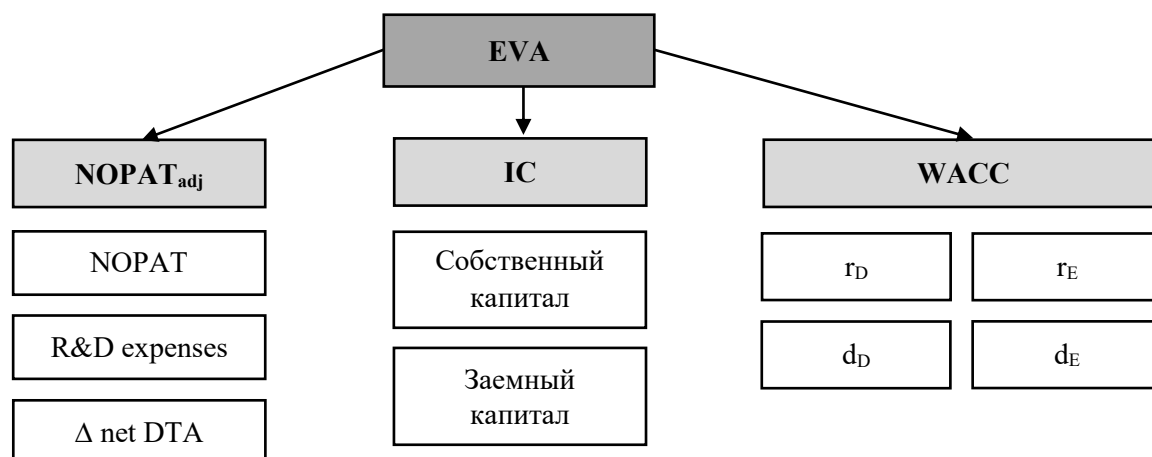 EVA
NOPATadj
IC
WACC
NOPAT
Собственный
капитал
rD
rE
R&D expenses
dD
dE
Заемный
капитал
Δ net DTA